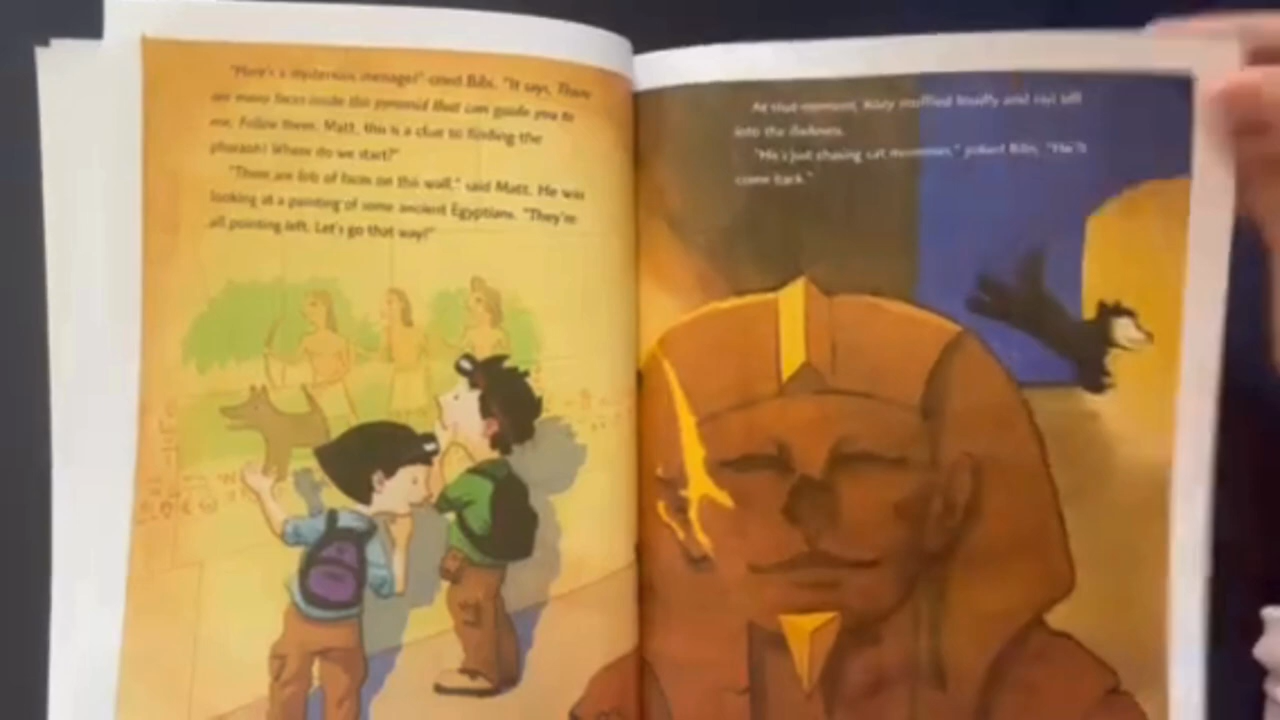 "Here's a mysterious message!" cried Bibi. "It says, There
are many faces inside this pyramid that can guide you to
me. Follow them. Matt, this is a clue to finding the
pharaoh! Where do we start?"
"There are lots of faces on this wall," said Matt. He was
looking at a painting of some ancient Egyptians. "They're
all pointing left. Let's go that way!"
At that moment, sniffed loudly and ran off
into the darkness.
"He's just chasing cat mummies," joked Bibi. "He'll
come back."